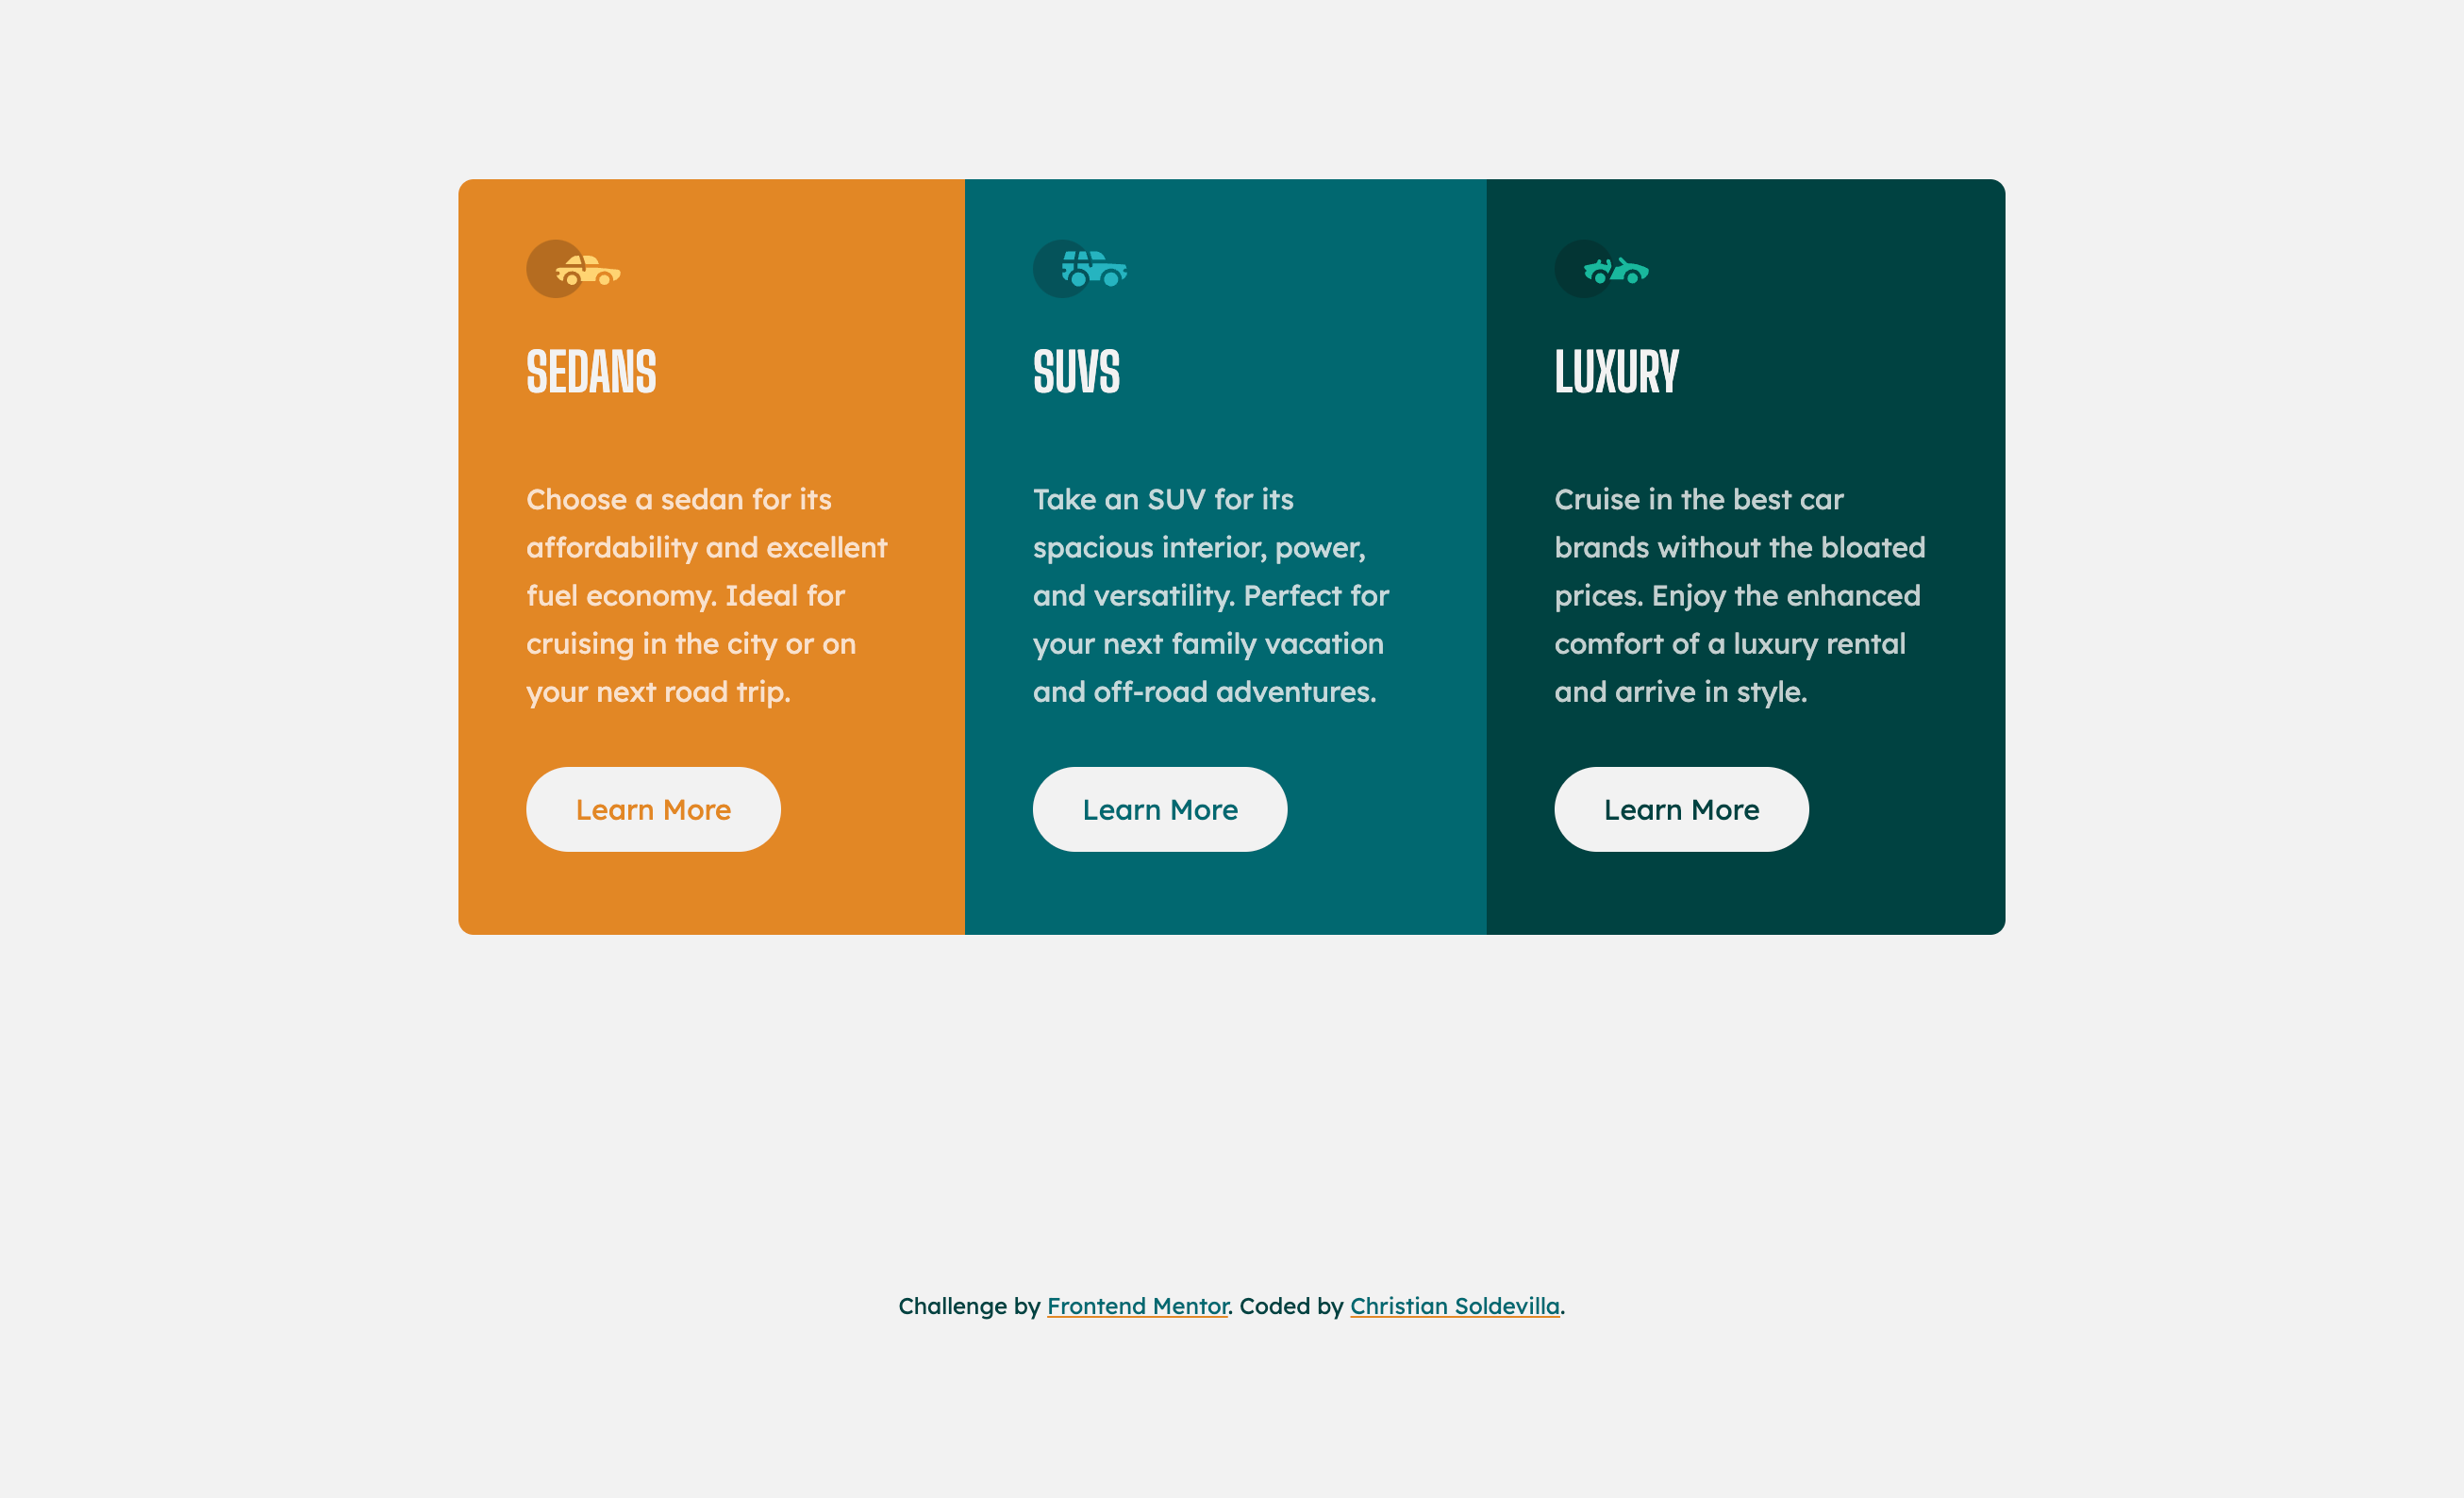 SEDANS
Choose a sedan for its
affordability and excellent
fuel economy. Ideal for
cruising in the city or on
your next road trip.
Learn More
SUVS
Take an SUV for its
spacious interior, power,
and versatility. Perfect for
your next family vacation
and off-road adventures.
Learn More
LUXURY
Cruise in the best car
brands without the bloated
prices. Enjoy the enhanced
comfort of a luxury rental
and arrive in style.
Learn More
Challenge by Frontend Mentor. Coded by Christian Soldevilla.